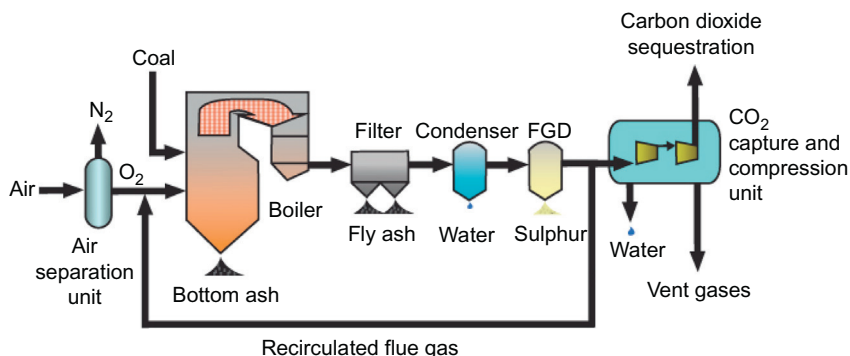 Carbon dioxide
sequestration
Coal
N2
Filter
Condenser
FGD
CO2
capture and
compression
unit
Air
O2
Boiler
Fly ash
Water
Sulphur
Water
Air
separation
unit
Bottom ash
Vent gases
Recirculated flue gas